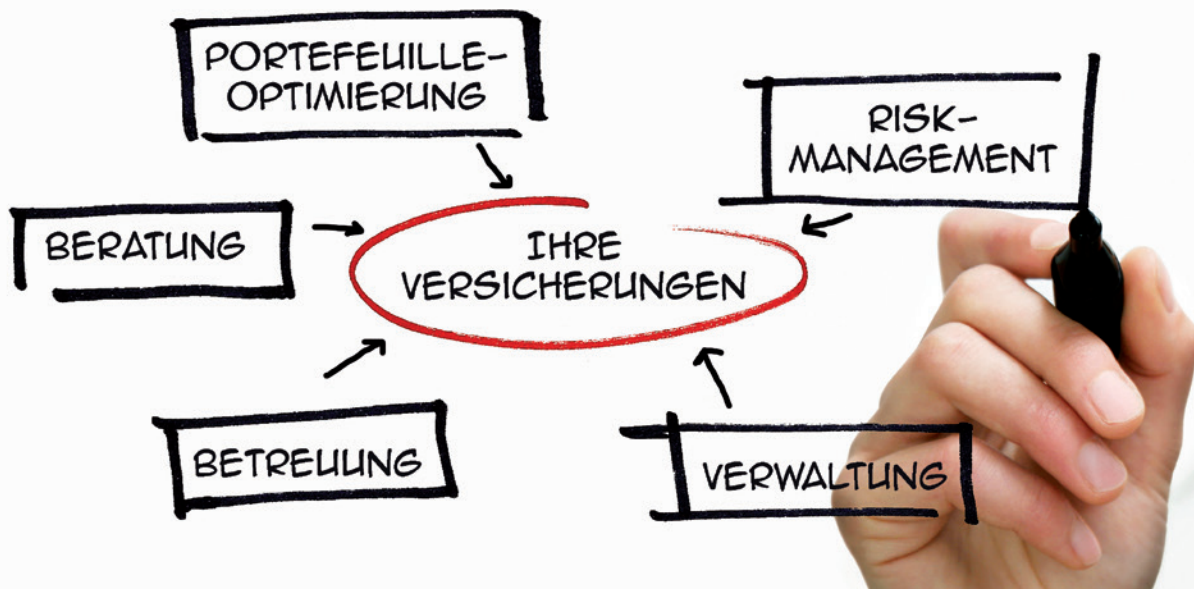 PORTEFEUILLE-
OPTIMIERUNG
RISK-
MANAGEMENT
BERATUNG
IHRE
VERSICHERUNGEN
BETREUUNG
VERWALTUNG